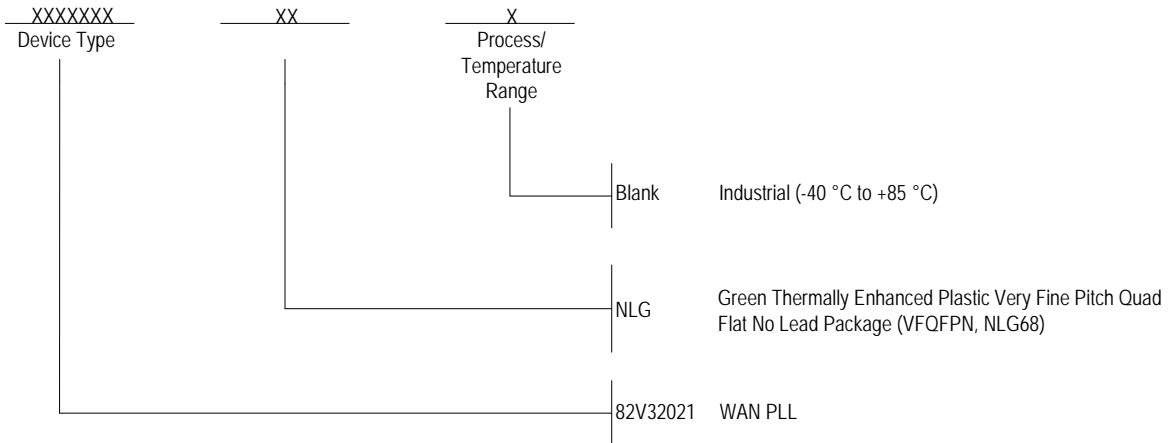 XXXXXXX XX X
Device Type Process/
Temperature
Range
Blank Industrial (-40 °C to +85 °C)
NLG Green Thermally Enhanced Plastic Very Fine Pitch Quad
Flat No Lead Package (VFQFPN, NLG68)
82V32021 WAN PLL